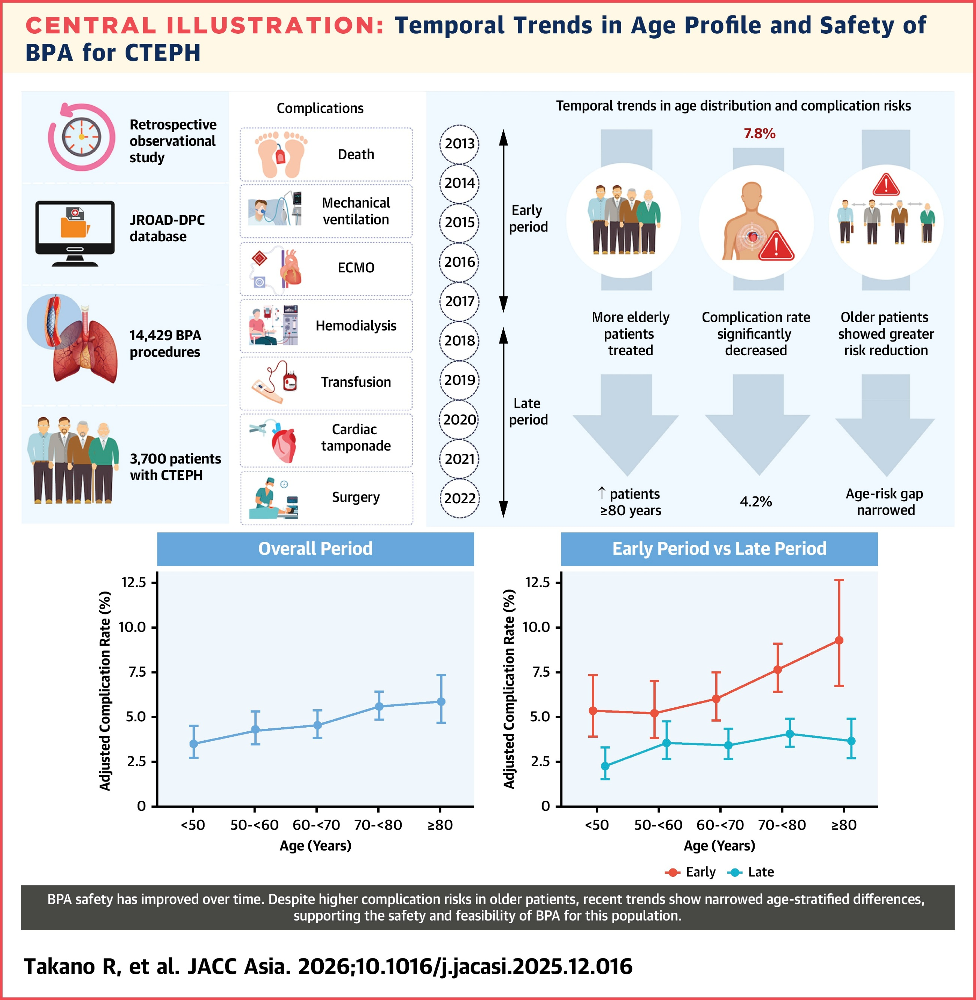 CENTRAL ILLUSTRATION: Temporal Trends in Age Profile and Safety of
BPA for CTEPH
Retrospective
observational
study
JROAD-DPC
database
14,429 BPA
procedures
3,700 patients
with CTEPH
Complications
Death
Mechanical
ventilation
ECMO
Hemodialysis
Transfusion
Cardiac
tamponade
Surgery
2013
2014
2015
2016
2017
2018
2019
2020
2021
2022
Early
period
Late
period
Temporal trends in age distribution and complication risks
7.8%
More elderly
patients
treated
Complication rate
significantly
decreased
Older patients
showed greater
risk reduction
↑ patients
≥80 years
4.2%
Age-risk gap
narrowed
Overall Period
Adjusted Complication Rate (%)
12.5
10.0
7.5
5.0
2.5
0
<50 50-<60 60-<70 70-<80 ≥80
Age (Years)
Early Period vs Late Period
Adjusted Complication Rate (%)
12.5
10.0
7.5
5.0
2.5
0
<50 50-<60 60-<70 70-<80 ≥80
Age (Years)
Early Late
BPA safety has improved over time. Despite higher complication risks in older patients, recent trends show narrowed age-stratified differences,
supporting the safety and feasibility of BPA for this population.
Takano R, et al. JACC Asia. 2026;10.1016/j.jacasi.2025.12.016